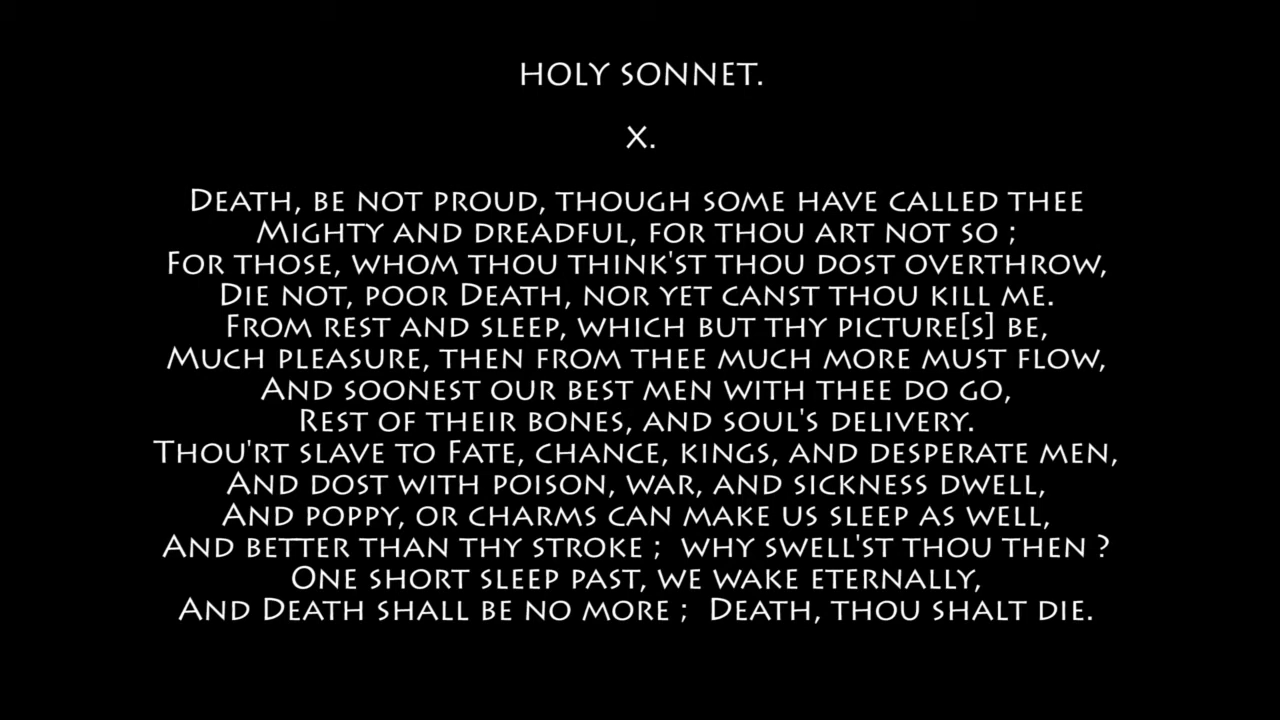 HOLY SONNET.
X.
Death, be not proud, though some have called thee
Mighty and dreadful, for thou art not so ;
For those, whom thou think'st thou dost overthrow,
Die not, poor Death, nor yet canst thou kill me.
From rest and sleep, which but thy picture[s] be,
Much pleasure, then from thee much more must flow,
And soonest our best men with thee do go,
Rest of their bones, and soul's delivery.
Thou'rt slave to Fate, chance, kings, and desperate men,
And dost with poison, war, and sickness dwell,
And poppy, or charms can make us sleep as well,
And better than thy stroke ;  why swell'st thou then ?
One short sleep past, we wake eternally,
And Death shall be no more ;  Death, thou shalt die.